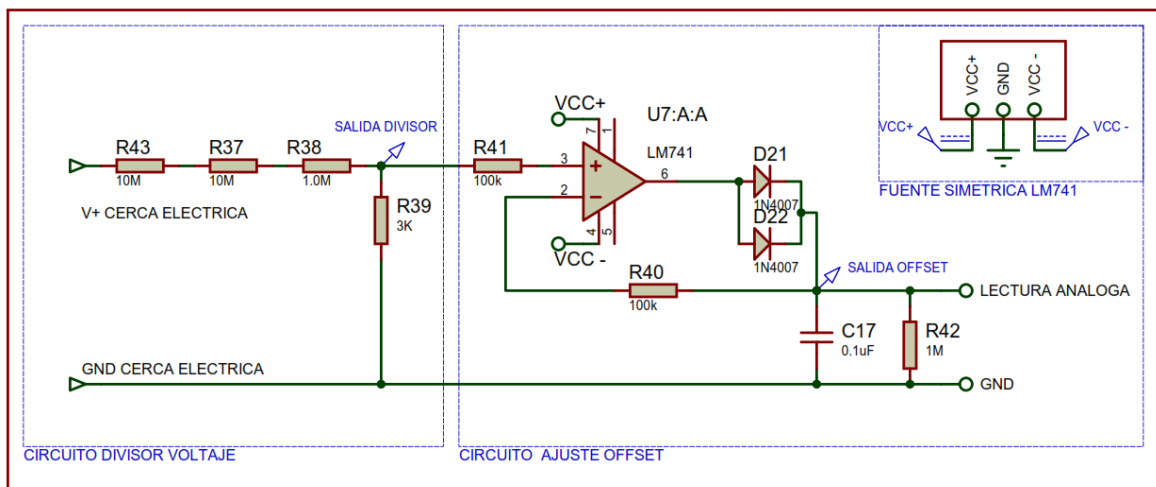 VCC+
GND
VCC -
VCC+
VCC -
FUENTE SIMETRICA LM741
R43
10M
R37
10M
R38
1.0M
SALIDA DIVISOR
R39
3K
V+ CERCA ELECTRICA
GND CERCA ELECTRICA
CIRCUITO DIVISOR VOLTAJE
R41
100k
VCC+
U7:A:A
LM741
7
1
3
2
6
4
5
VCC -
D21
1N4007
D22
1N4007
R40
100k
SALIDA OFFSET
LECTURA ANALOGA
C17
0.1uF
R42
1M
GND
CIRCUITO AJUSTE OFFSET